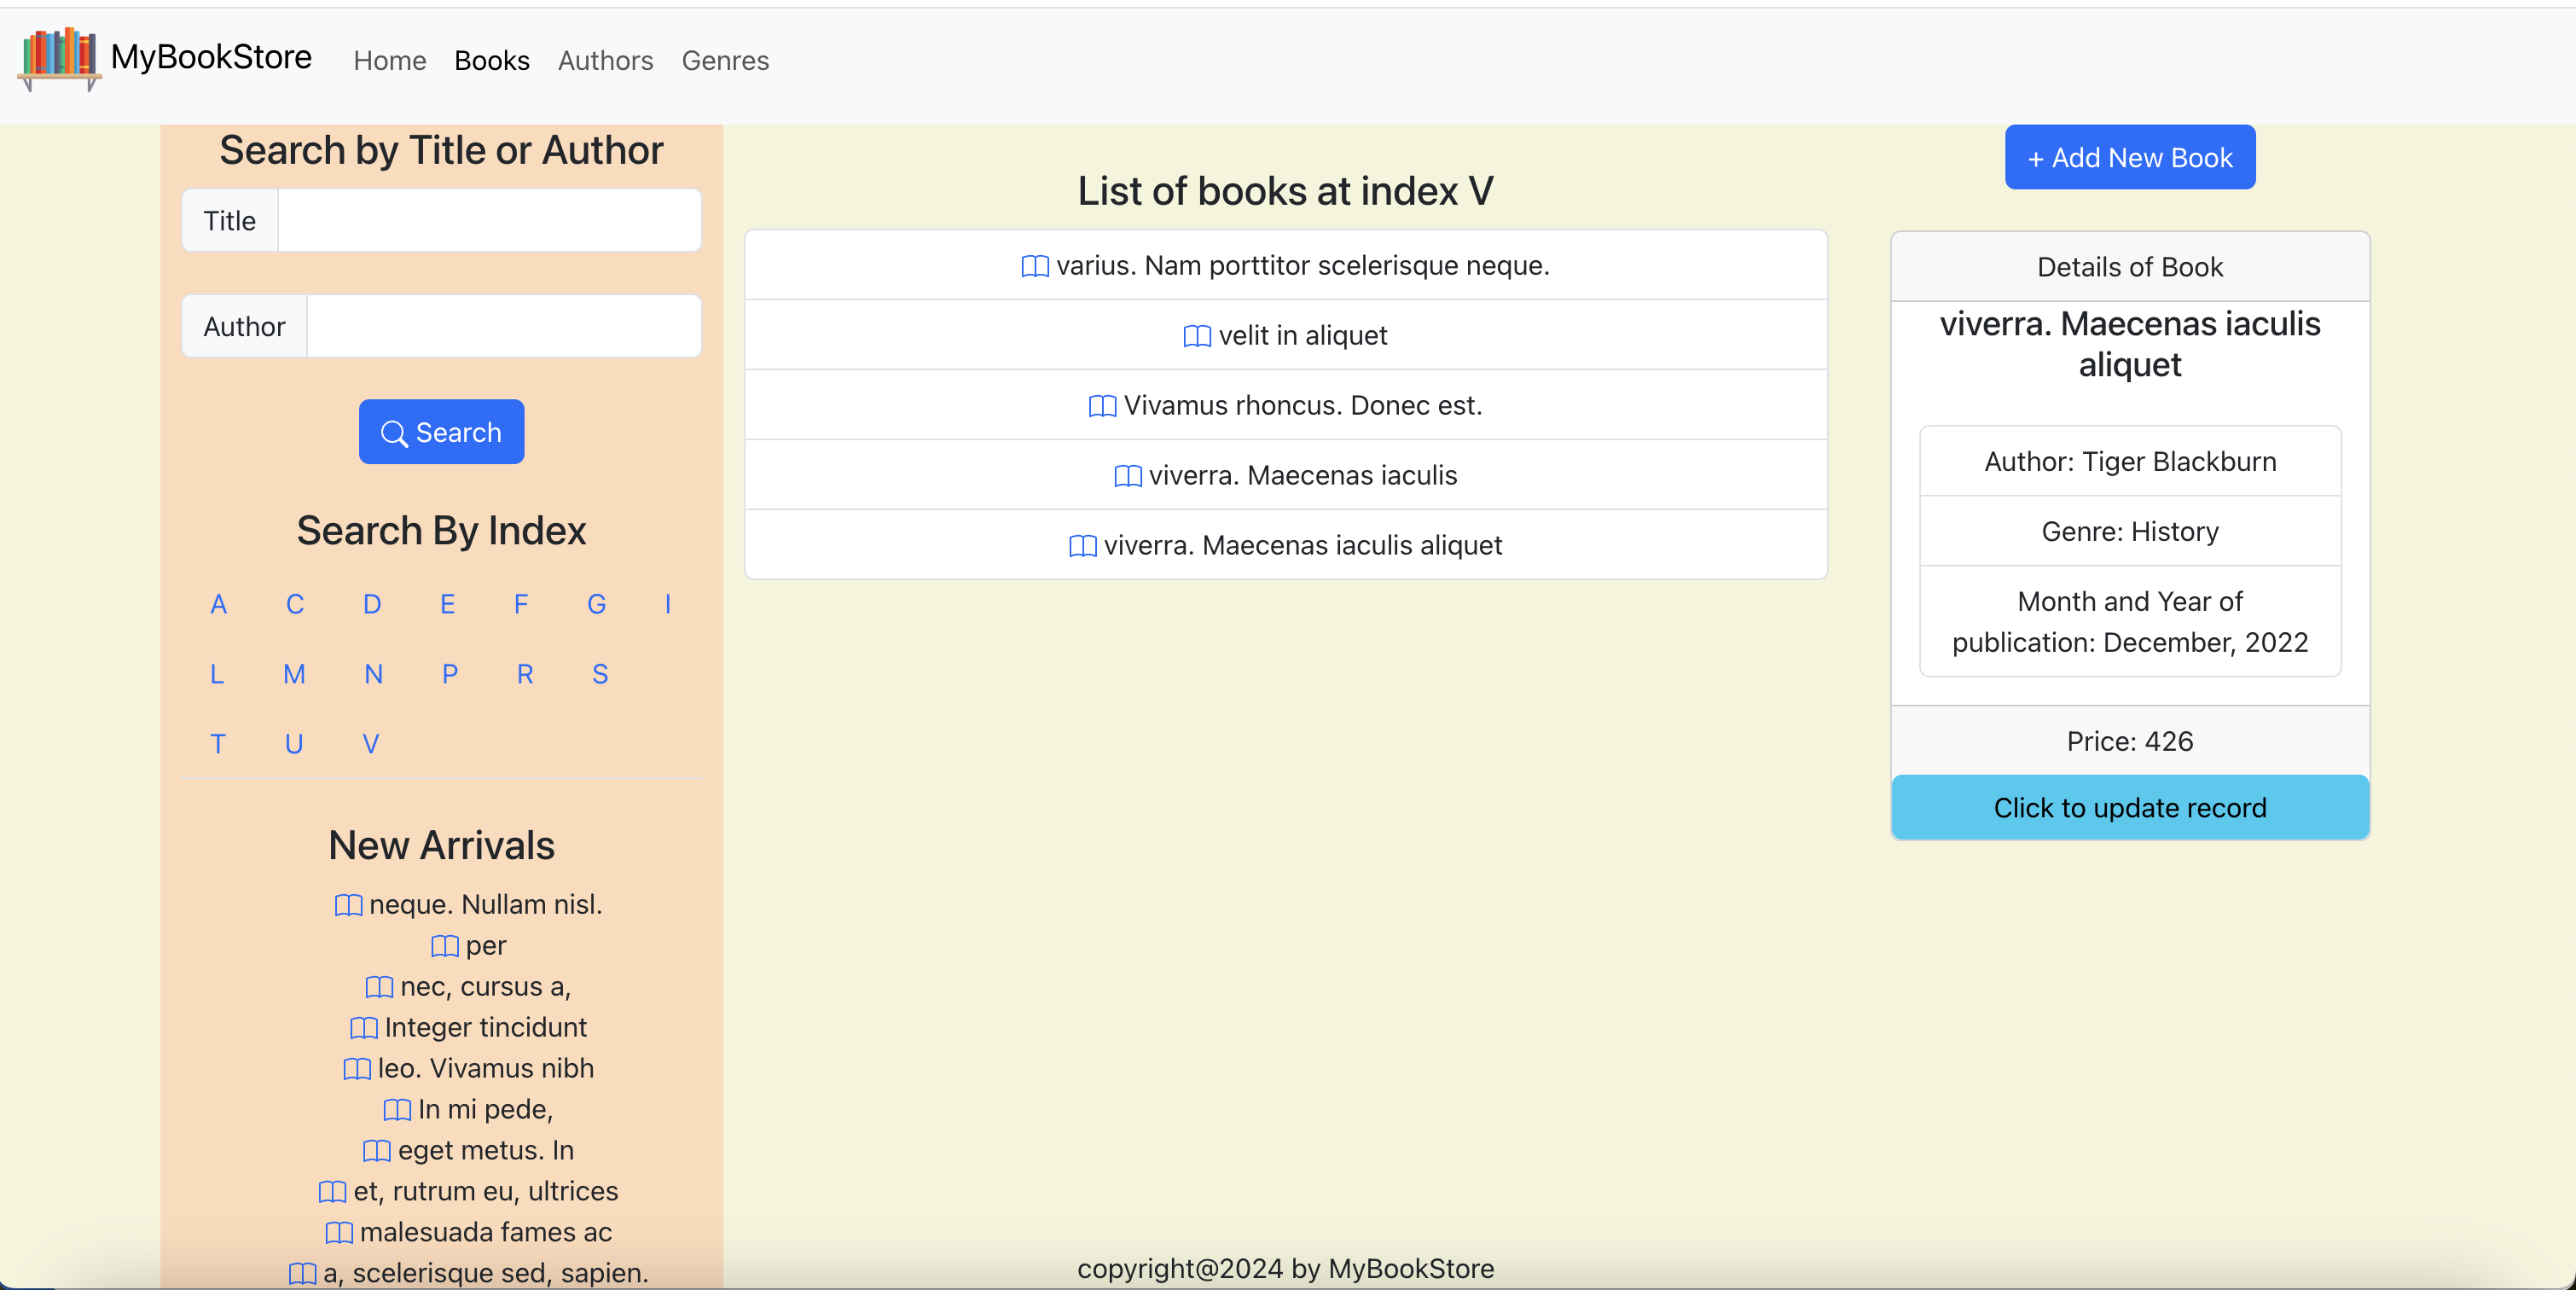 MyBookStore Home Books Authors Genres
Search by Title or Author
Title
Author
Search
Search By Index
A C D E F G I
L M N P R S
T U V
New Arrivals
neque. Nullam nisl.
per
nec, cursus a,
Integer tincidunt
leo. Vivamus nibh
In mi pede,
eget metus. In
et, rutrum eu, ultrices
malesuada fames ac
a, scelerisque sed, sapien.
List of books at index V
varius. Nam porttitor scelerisque neque.
velit in aliquet
Vivamus rhoncus. Donec est.
viverra. Maecenas iaculis
viverra. Maecenas iaculis aliquet
+ Add New Book
Details of Book
viverra. Maecenas iaculis
aliquet
Author: Tiger Blackburn
Genre: History
Month and Year of
publication: December, 2022
Price: 426
Click to update record
copyright@2024 by MyBookStore